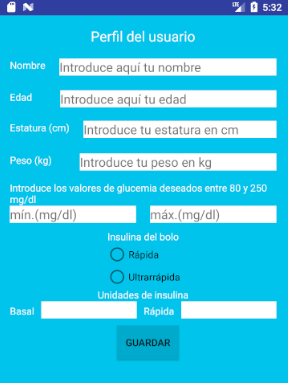 5:32
Perfil del usuario
Nombre Introduce aquí tu nombre
Edad Introduce aquí tu edad
Estatura (cm) Introduce tu estatura en cm
Peso (kg) Introduce tu peso en kg
Introduce los valores de glucemia deseados entre 80 y 250
mg/dl
mín.(mg/dl) máx.(mg/dl)
Insulina del bolo
Rápida
Ultrarrápida
Unidades de insulina
Basal Rápida
GUARDAR